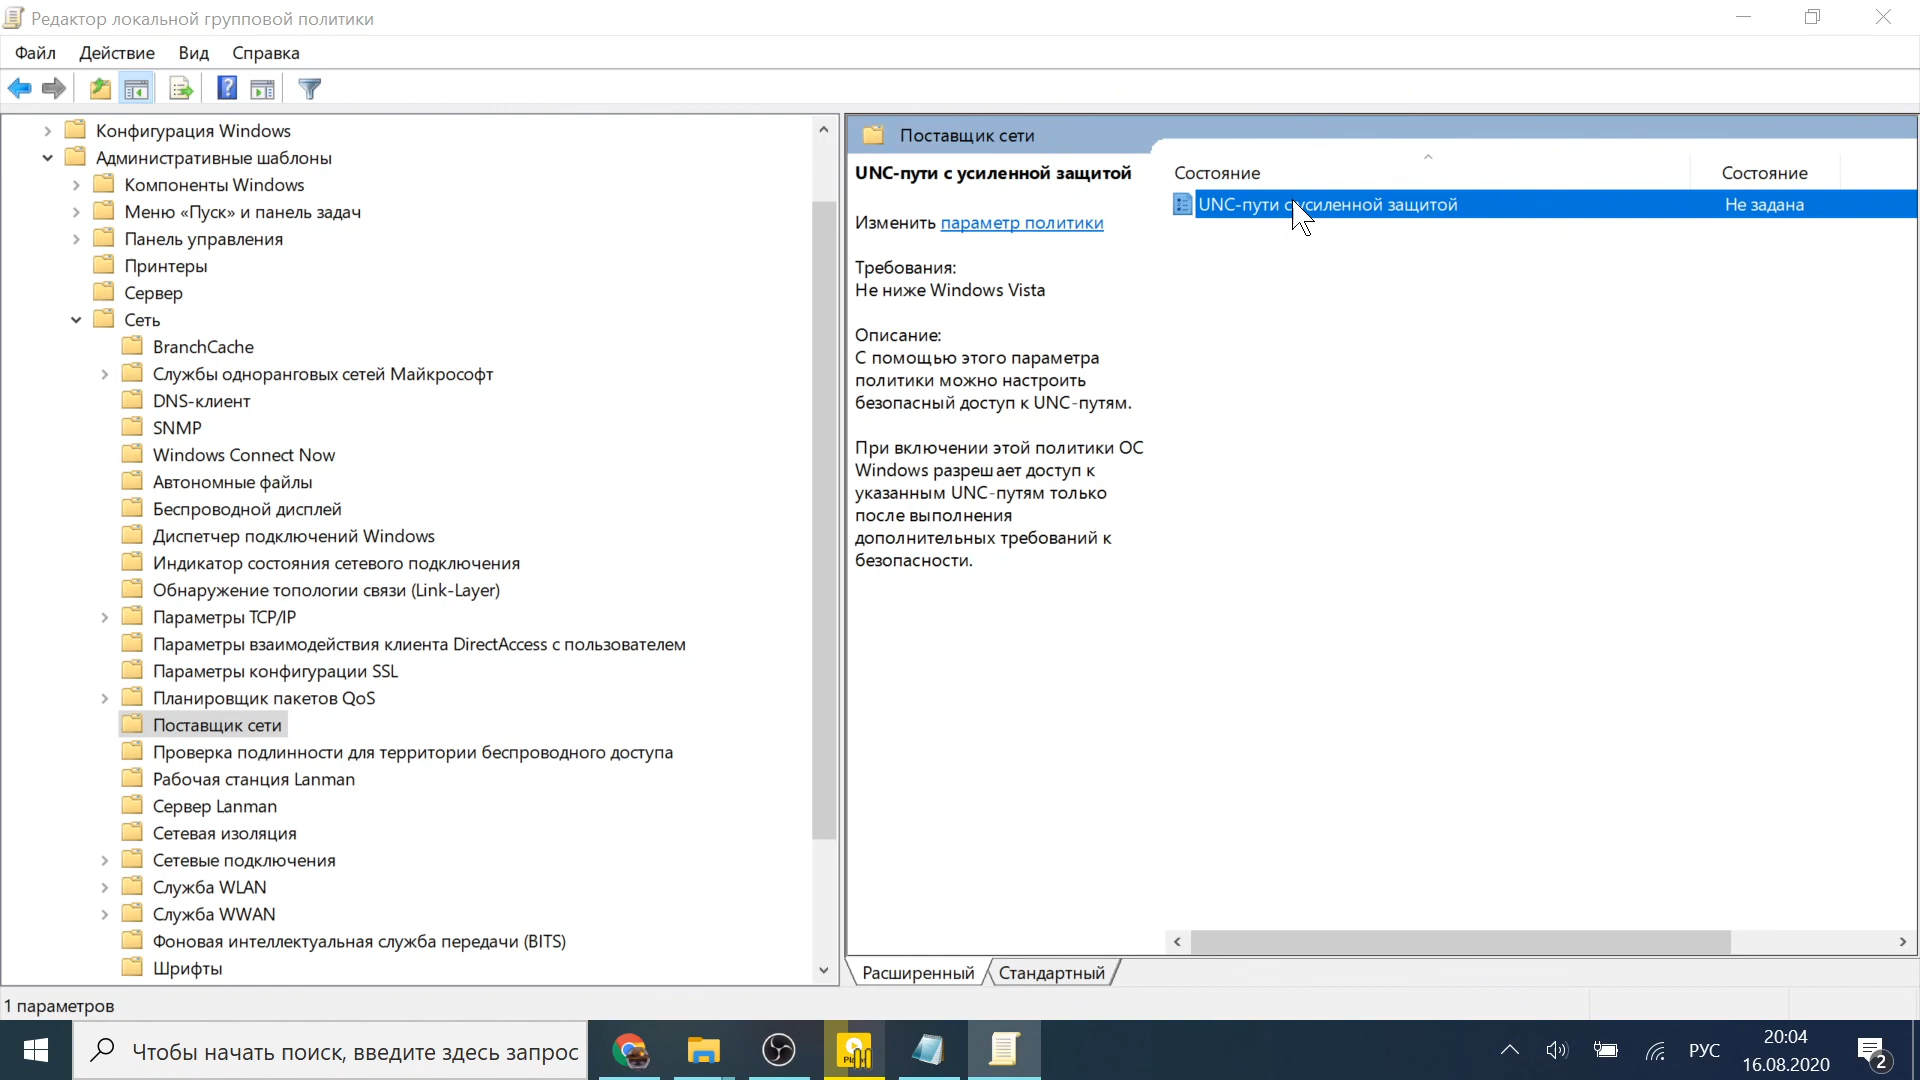 Редактор локальной групповой политики
Файл Действие Вид Справка
Конфигурация Windows
Административные шаблоны
Компоненты Windows
Меню «Пуск» и панель задач
Панель управления
Принтеры
Сервер
Сеть
BranchCache
Службы одноранговых сетей Майкрософт
DNS-клиент
SNMP
Windows Connect Now
Автономные файлы
Беспроводной дисплей
Диспетчер подключений Windows
Индикатор состояния сетевого подключения
Обнаружение топологии связи (Link-Layer)
Параметры TCP/IP
Параметры взаимодействия клиента DirectAccess с пользователем
Параметры конфигурации SSL
Планировщик пакетов QoS
Поставщик сети
Проверка подлинности для территории беспроводного доступа
Рабочая станция Lanman
Сервер Lanman
Сетевая изоляция
Сетевые подключения
Служба WLAN
Служба WWAN
Фоновая интеллектуальная служба передачи (BITS)
Шрифты
Поставщик сети
UNC-пути с усиленной защитой
Изменить параметр политики
Требования:
Не ниже Windows Vista
Описание:
С помощью этого параметра
политики можно настроить
безопасный доступ к UNC-путям.
При включении этой политики ОС
Windows разрешает доступ к
указанным UNC-путям только
после выполнения
дополнительных требований к
безопасности.
Состояние Состояние
UNC-пути с усиленной защитой Не задана
Расширенный Стандартный
1 параметров
Чтобы начать поиск, введите здесь запрос
РУС
20:04
16.08.2020
2